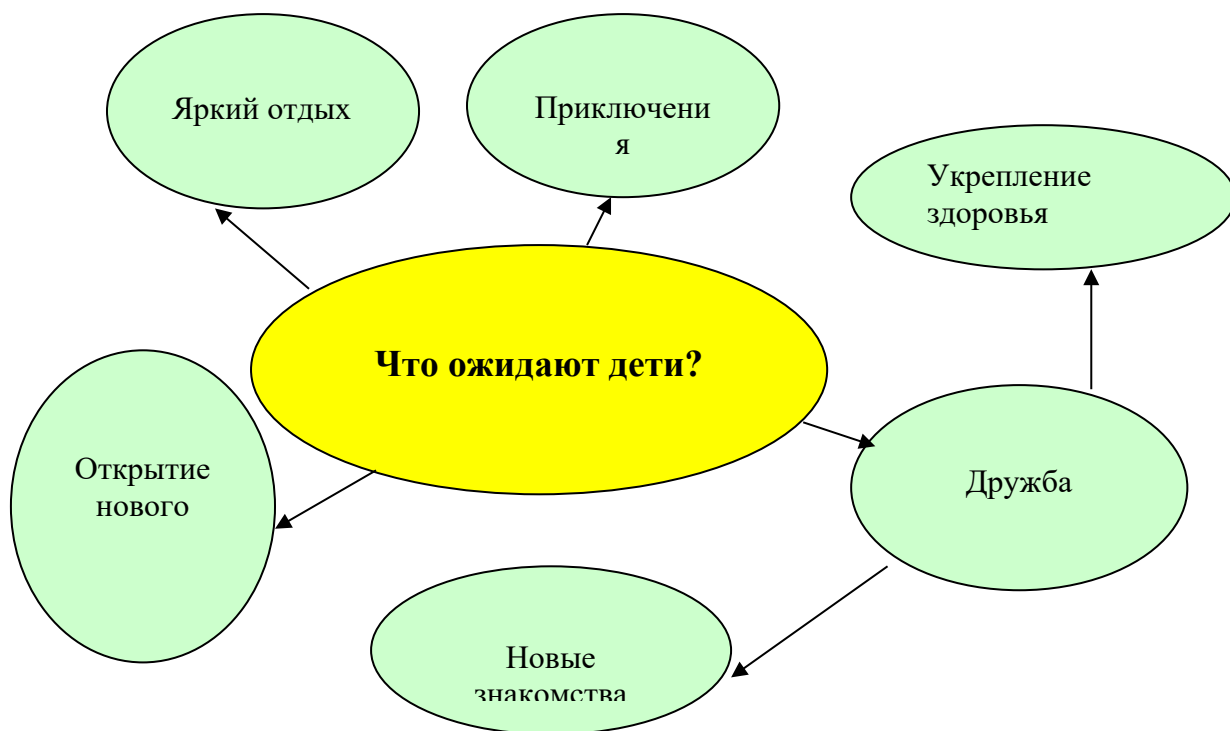 Яркий отдых
Приключени
я
Укрепление
здоровья
Что ожидают дети?
Открытие
нового
Дружба
Новые
знакомства